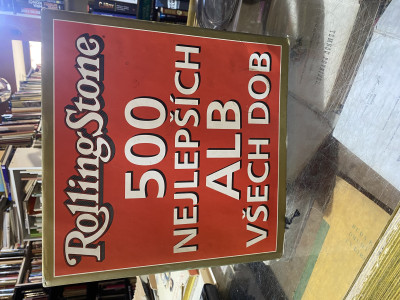 Rolling Stone
500
NEJLEPŠÍCH
ALB
VŠECH DOB